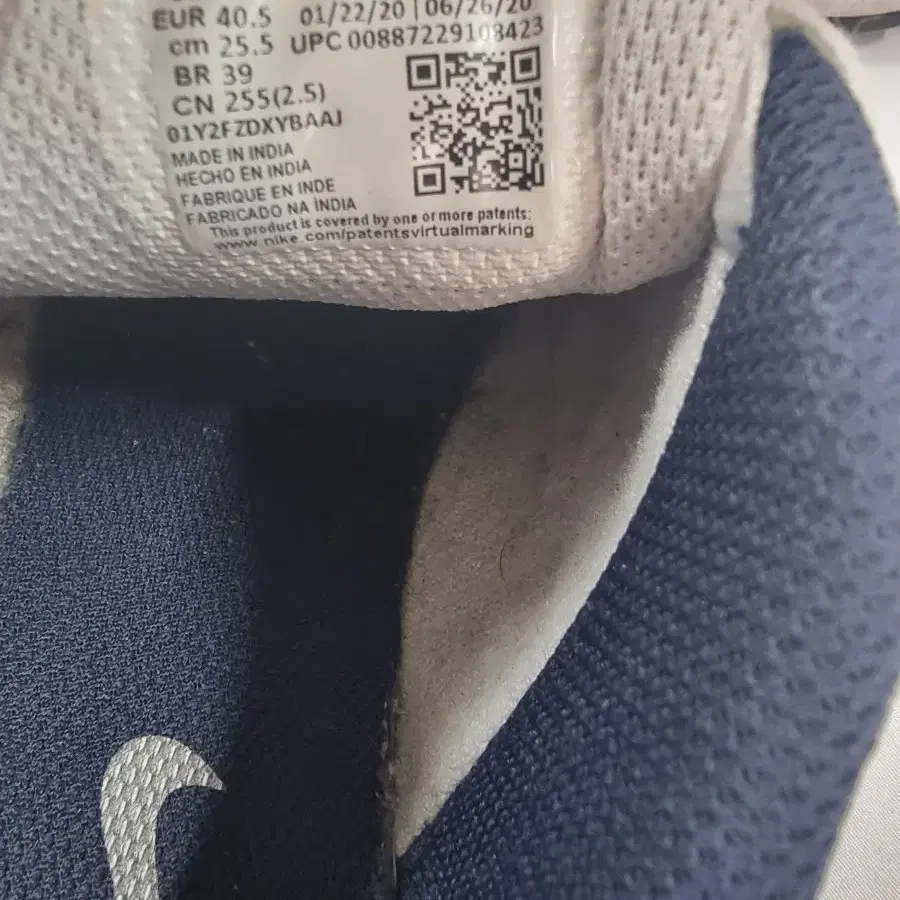 EUR 40.5 01/22/20 | 06/26/20
cm 25.5 UPC 00887229108423
BR 39
CN 255(2.5)
01Y2FZDXYBAAJ
MADE IN INDIA
HECHO EN INDIA
FABRIQUE EN INDE
FABRICADO NA ÍNDIA
This product is covered by one or more patents:
www.nike.com/patentsvirtualmarking